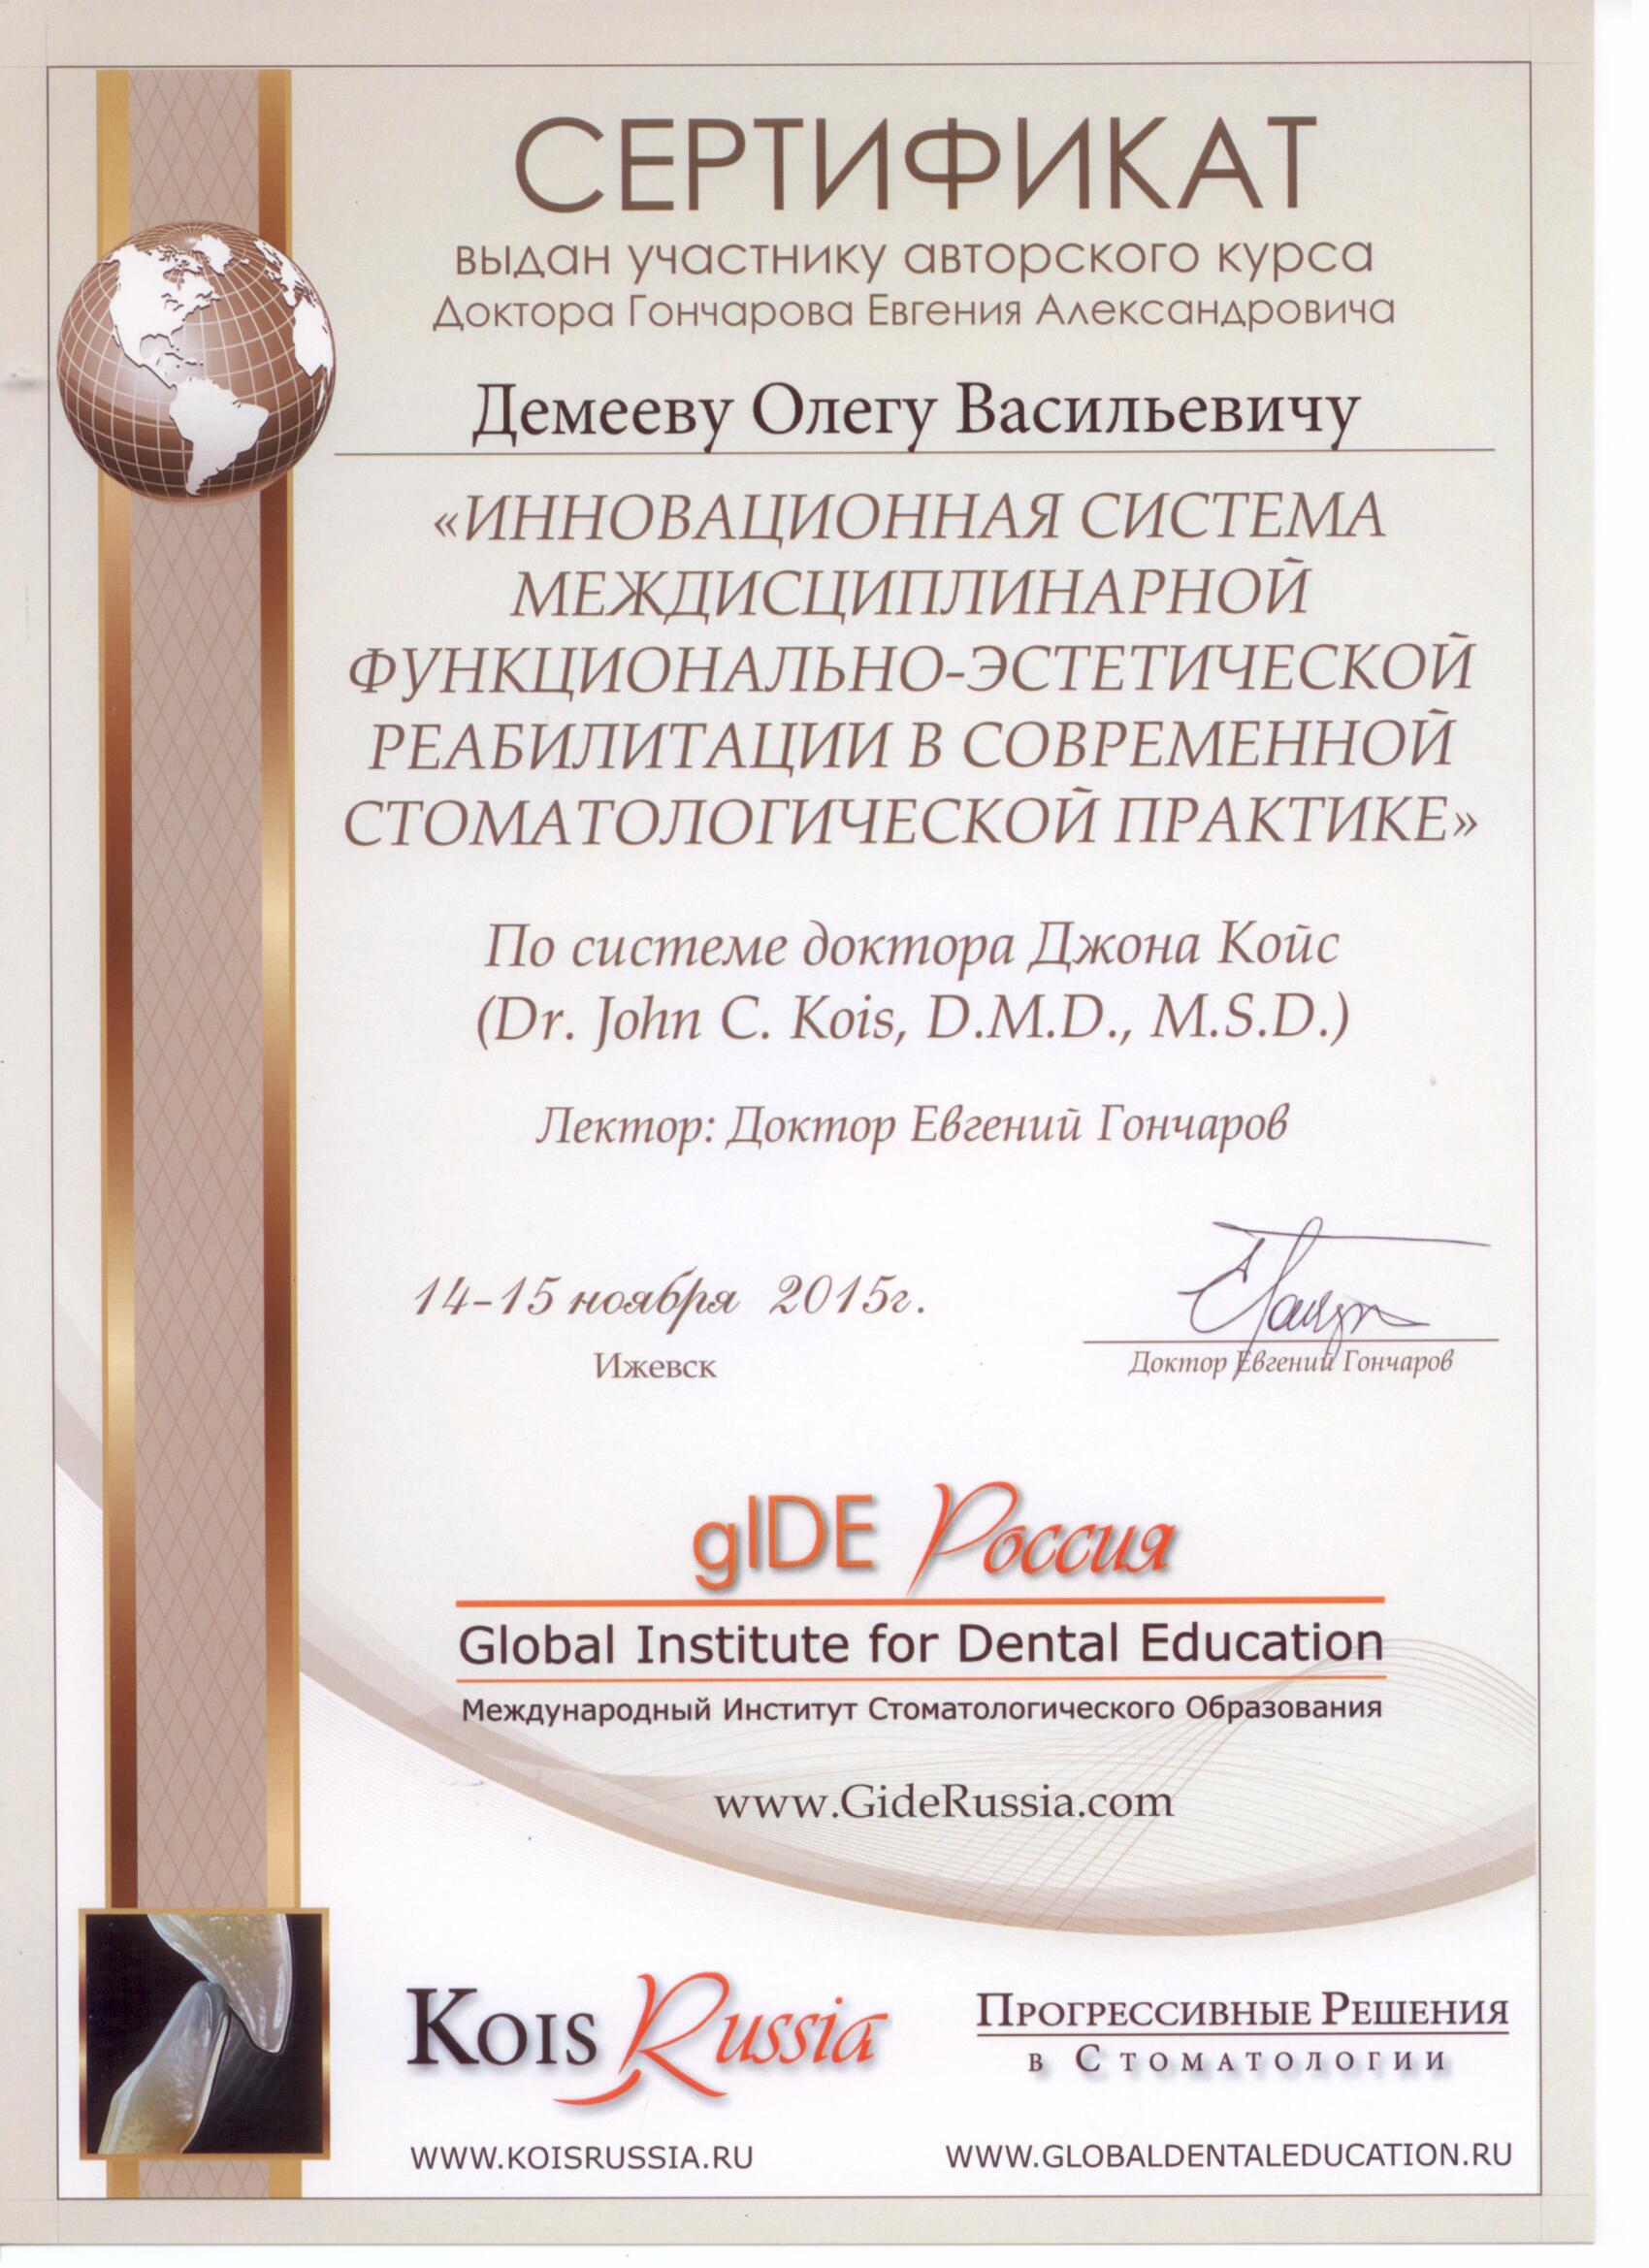 СЕРТИФИКАТ
выдан участнику авторского курса
Доктора Гончарова Евгения Александровича
Демееву Олегу Васильевичу
«ИННОВАЦИОННАЯ СИСТЕМА
МЕЖДИСЦИПЛИНАРНОЙ
ФУНКЦИОНАЛЬНО-ЭСТЕТИЧЕСКОЙ
РЕАБИЛИТАЦИИ В СОВРЕМЕННОЙ
СТОМАТОЛОГИЧЕСКОЙ ПРАКТИКЕ»
По системе доктора Джона Койс
(Dr. John C. Kois, D.M.D., M.S.D.)
Лектор: Доктор Евгений Гончаров
14-15 ноября 2015г.
Ижевск
Доктор Евгений Гончаров
gIDE Россия
Global Institute for Dental Education
Международный Институт Стоматологического Образования
www.GideRussia.com
Kois Russia
Прогрессивные Решения
в Стоматологии
WWW.KOISRUSSIA.RU
WWW.GLOBALDENTALEDUCATION.RU